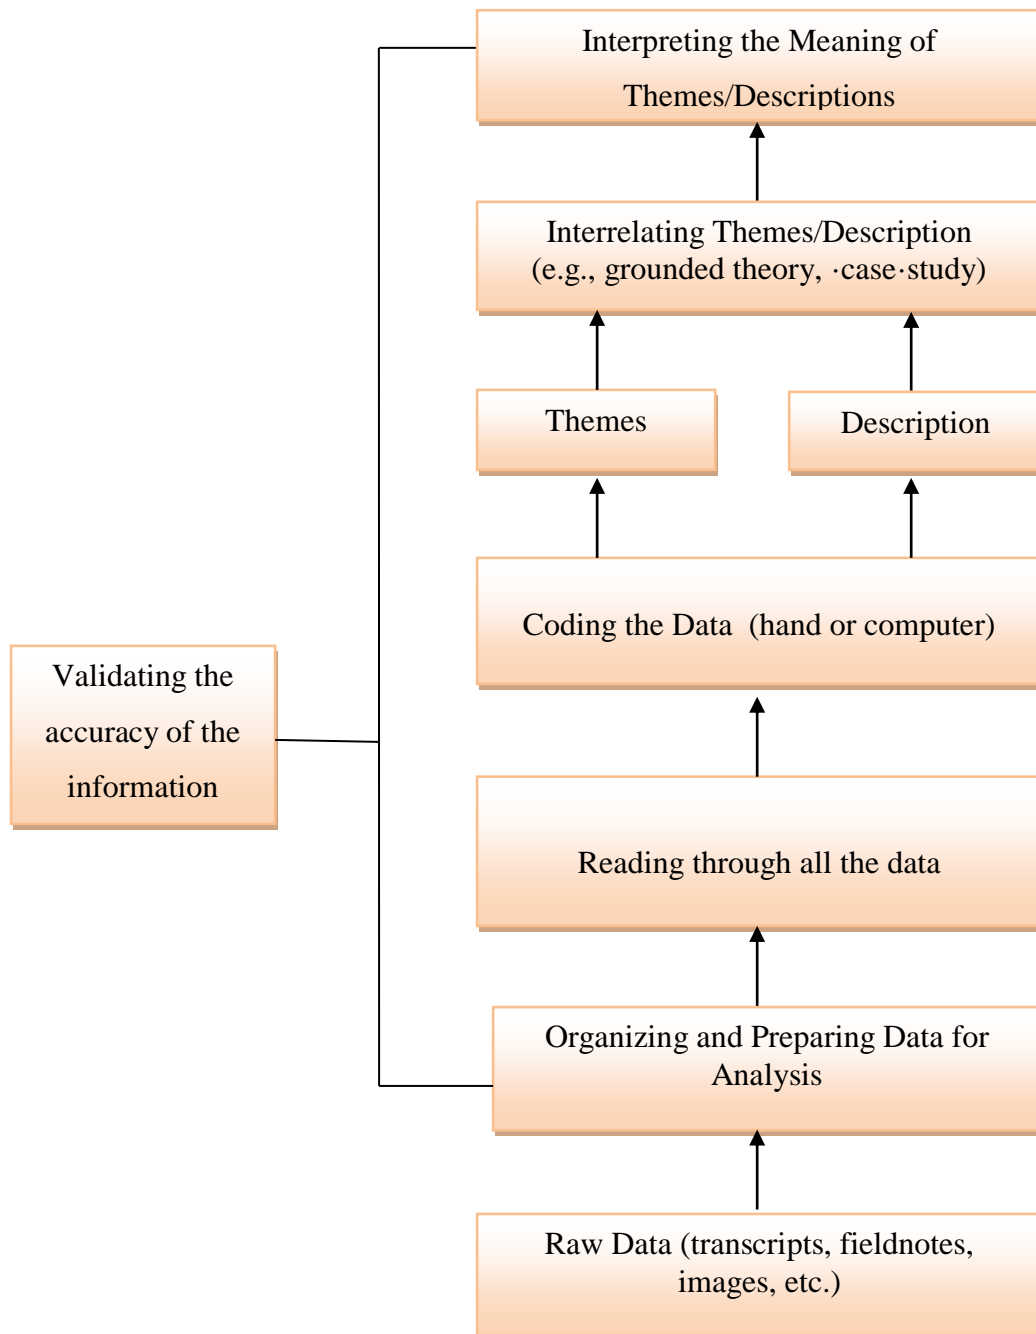 Interpreting the Meaning of
Themes/Descriptions
Interrelating Themes/Description
(e.g., grounded theory, ·case·study)
Themes
Description
Coding the Data  (hand or computer)
Validating the
accuracy of the
information
Reading through all the data
Organizing and Preparing Data for
Analysis
Raw Data (transcripts, fieldnotes,
images, etc.)